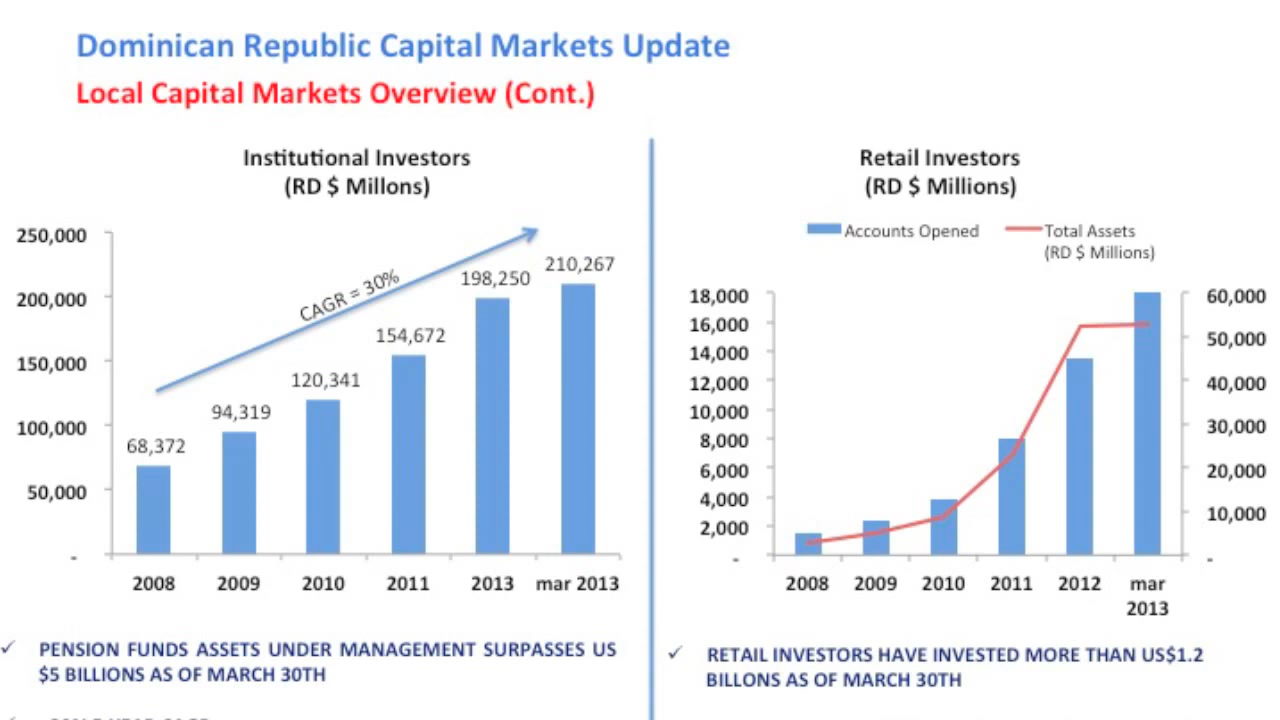 Dominican Republic Capital Markets Update
Local Capital Markets Overview (Cont.)
Institutional Investors
(RD $ Millons)
250,000
200,000
150,000
100,000
50,000
-
CAGR = 30%
68,372
94,319
120,341
154,672
198,250
210,267
2008 2009 2010 2011 2013 mar 2013
✓ PENSION FUNDS ASSETS UNDER MANAGEMENT SURPASSES US
$5 BILLIONS AS OF MARCH 30TH
Retail Investors
(RD $ Millions)
Accounts Opened
Total Assets
(RD $ Millions)
18,000
16,000
14,000
12,000
10,000
8,000
6,000
4,000
2,000
-
60,000
50,000
40,000
30,000
20,000
10,000
-
2008 2009 2010 2011 2012 mar
2013
✓ RETAIL INVESTORS HAVE INVESTED MORE THAN US$1.2
BILLONS AS OF MARCH 30TH